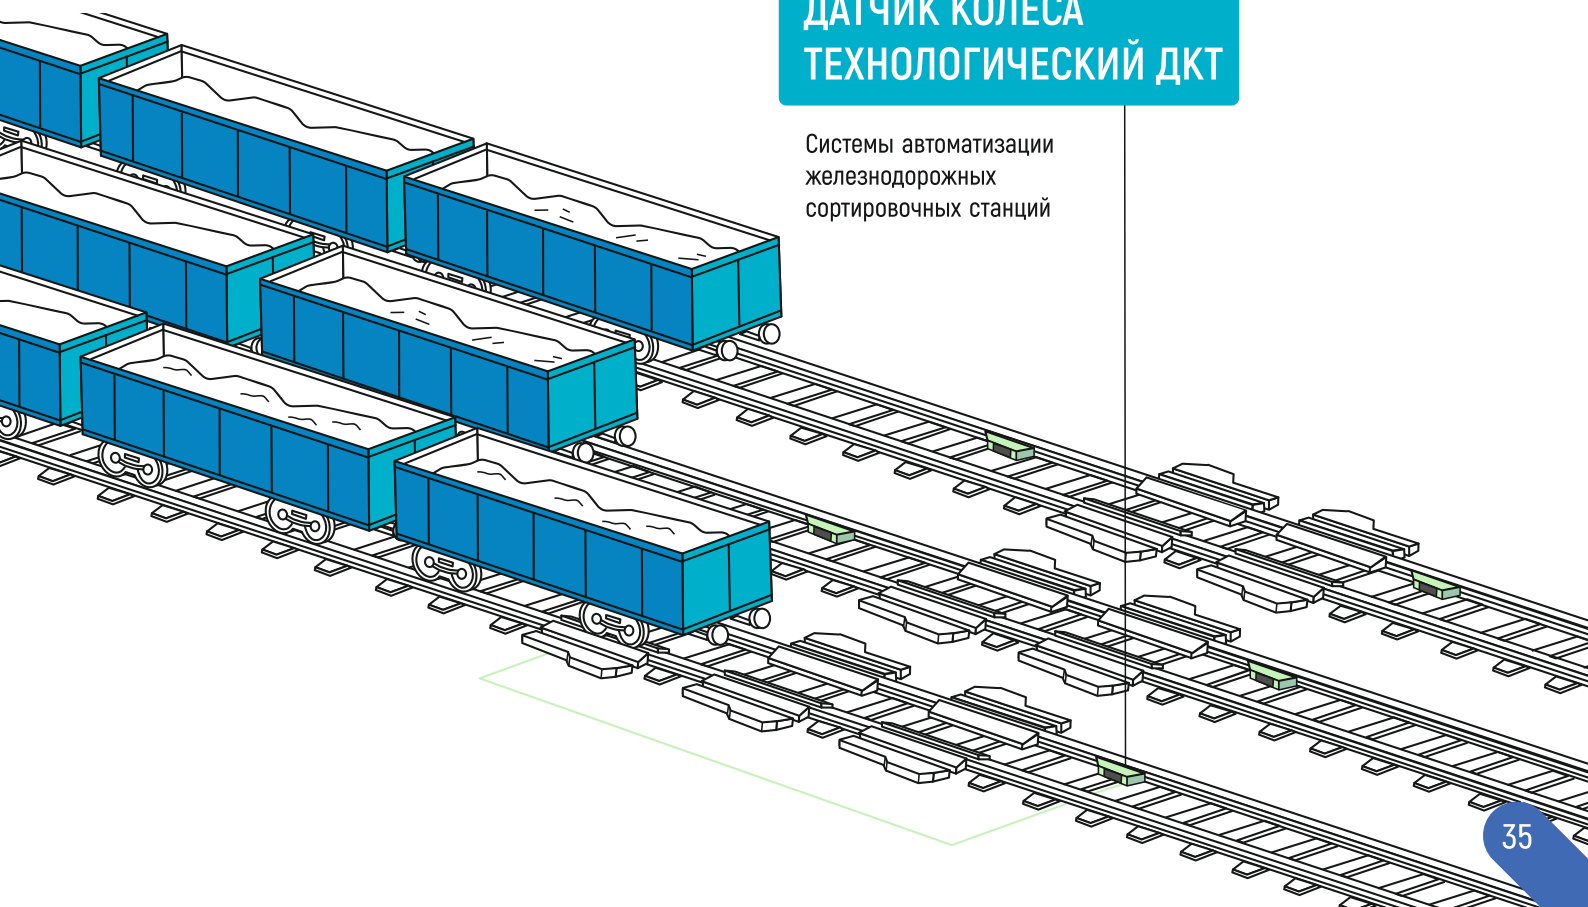 ДАТЧИК КОЛЕСА
ТЕХНОЛОГИЧЕСКИЙ ДКТ
Системы автоматизации
железнодорожных
сортировочных станций
35